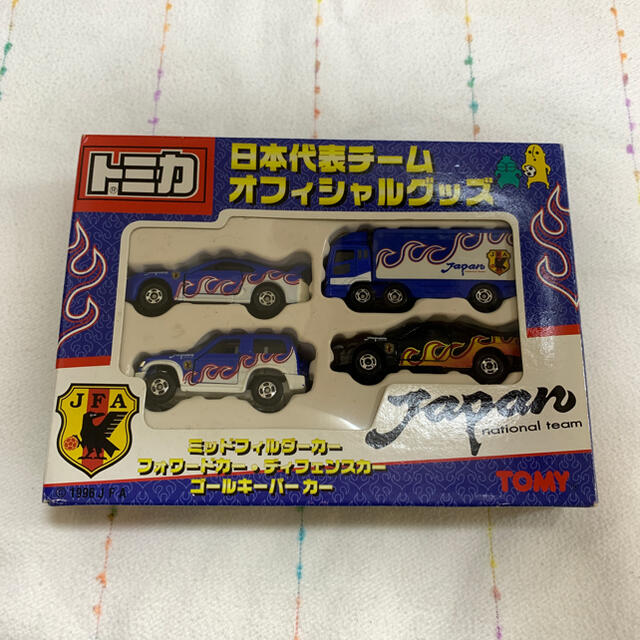 トミカ
®
日本代表チーム
オフィシャルグッズ
Japan
JFA
Japan
national team
ミッドフィルダーカー
フォワードカー・ディフェンスカー
ゴールキーパーカー
© 1996 J F A
TOMY